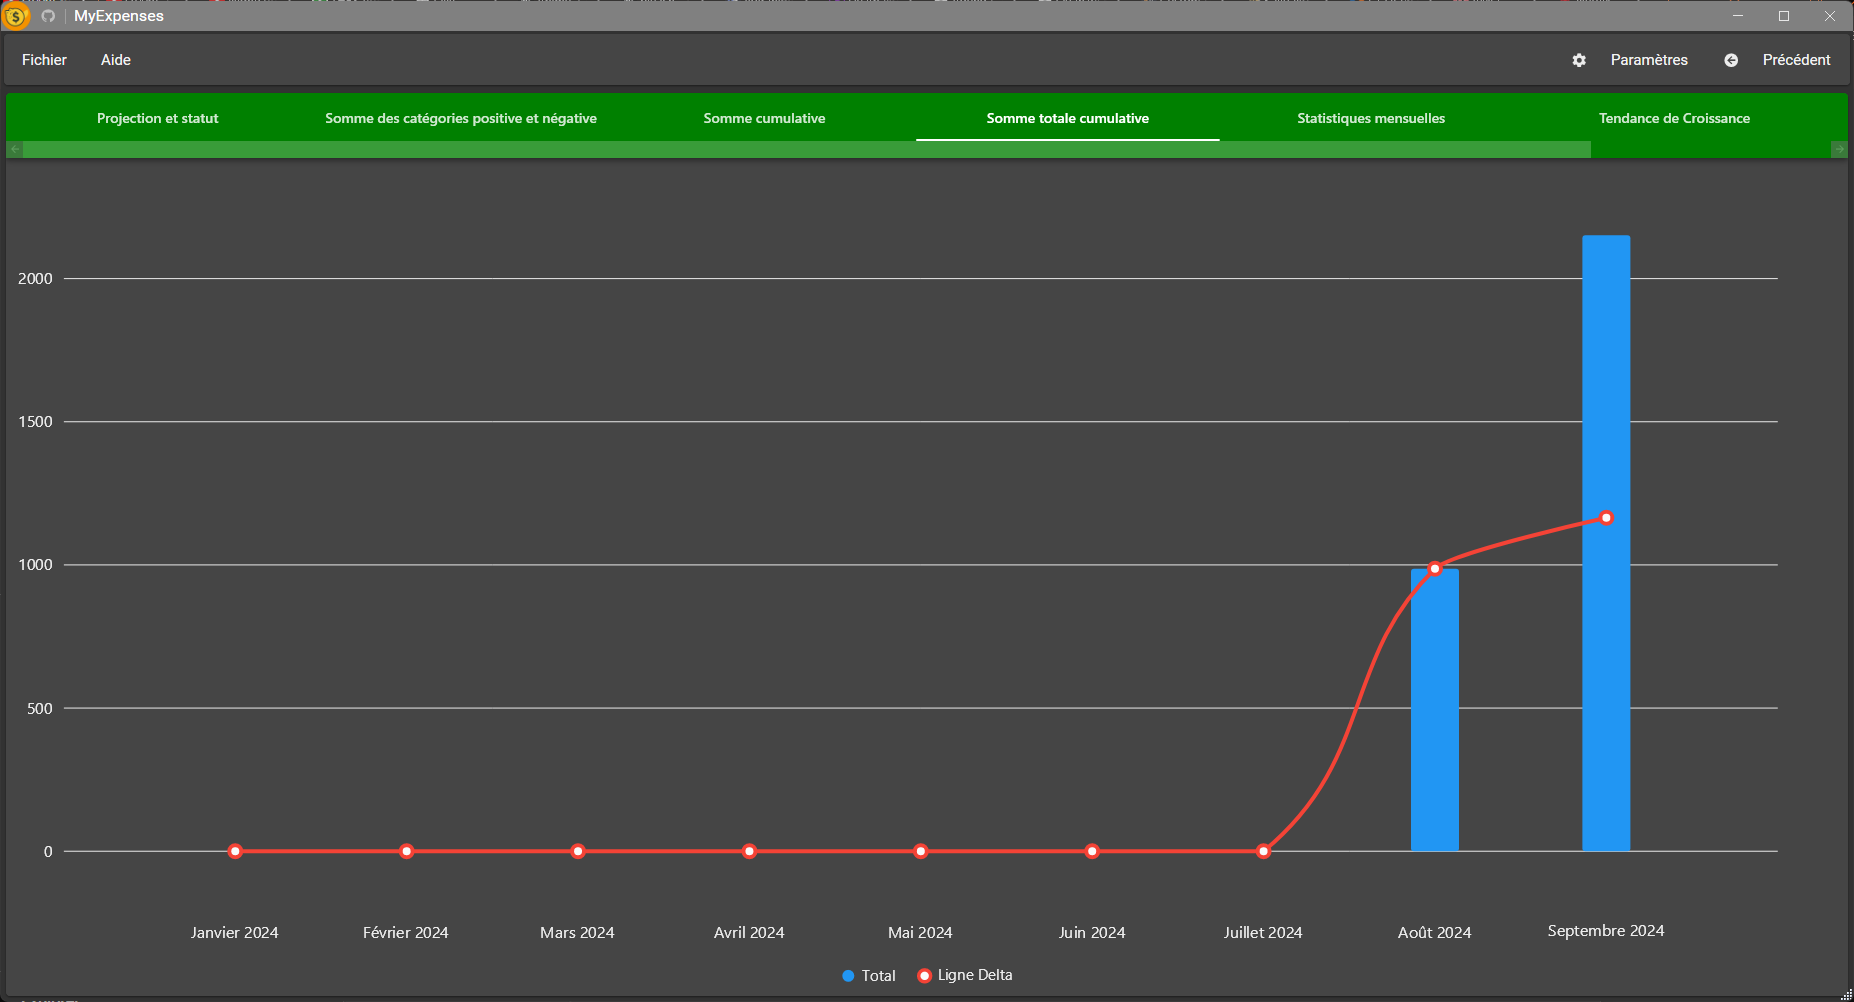 MyExpenses
Fichier Aide Paramètres Précédent
Projection et statut Somme des catégories positive et négative Somme cumulative Somme totale cumulative Statistiques mensuelles Tendance de Croissance
2000
1500
1000
500
0
Janvier 2024 Février 2024 Mars 2024 Avril 2024 Mai 2024 Juin 2024 Juillet 2024 Août 2024 Septembre 2024
Total Ligne Delta